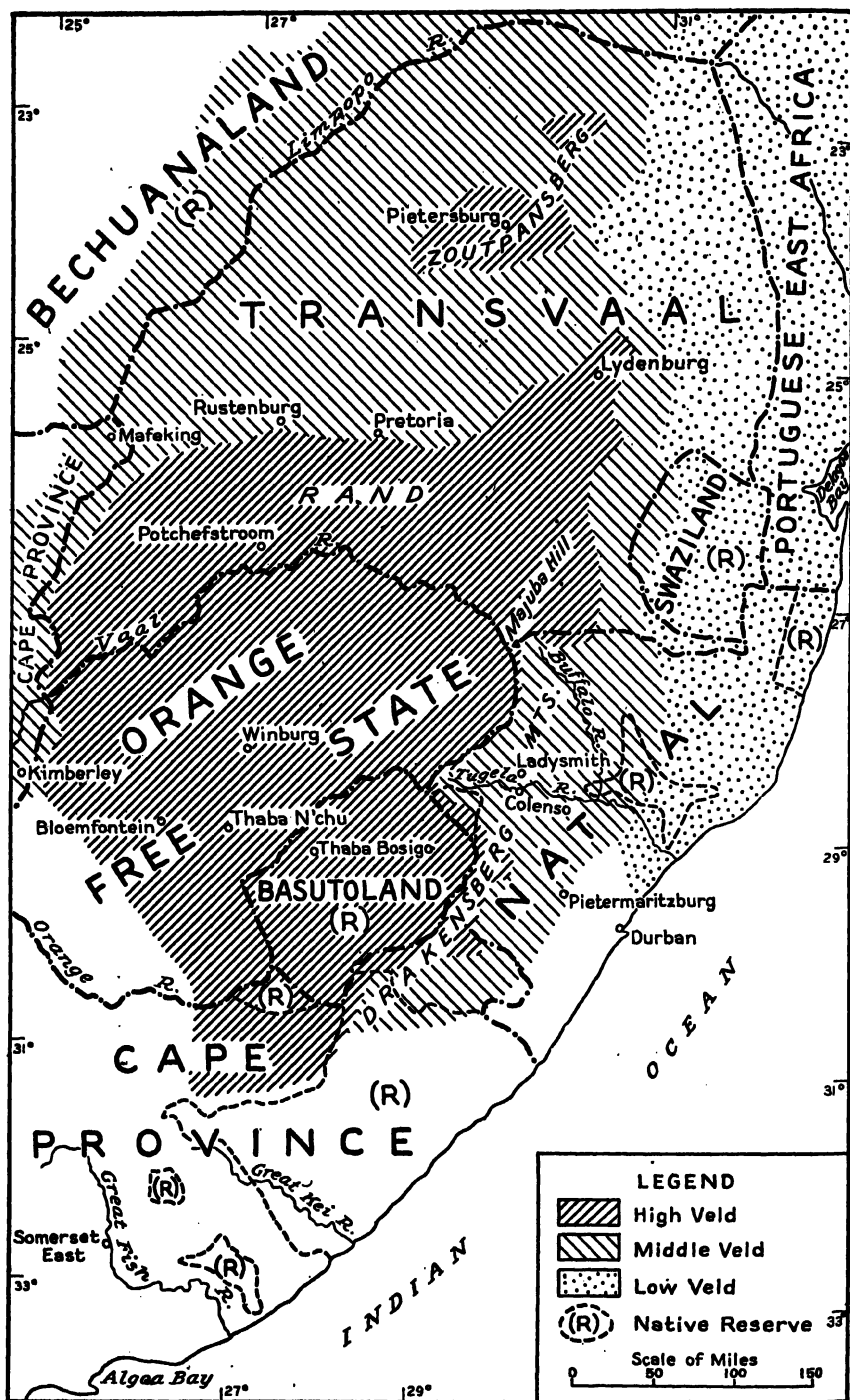 25° 27° 31°
23° 23°
BECHUANALAND
(R)
Limpopo R.
Pietersburg
ZOUTPANSBERG
PORTUGUESE EAST AFRICA
TRANSVAAL
25° 25°
Lydenburg
Rustenburg
Pretoria
Mafeking
RAND
CAPE PROVINCE
Potchefstroom
Delagoa Bay
SWAZILAND
(R)
Majuba Hill
Vaal R.
27°
(R)
ORANGE FREE STATE
Buffalo R.
MTS
NATAL
Winburg
Kimberley
Ladysmith
Tugela R.
(R)
Colenso
Bloemfontein
Thaba N'chu
Thaba Bosigo
29°
BASUTOLAND
(R)
DRAKENSBERG
Pietermaritzburg
Durban
Orange R.
(R)
31° 31°
CAPE PROVINCE
(R)
INDIAN OCEAN
Great Kei R.
(R)
Great Fish R.
Somerset East
(R)
33° 33°
Algoa Bay
27° 29°
LEGEND
High Veld
Middle Veld
Low Veld
(R) Native Reserve
Scale of Miles
0 50 100 150